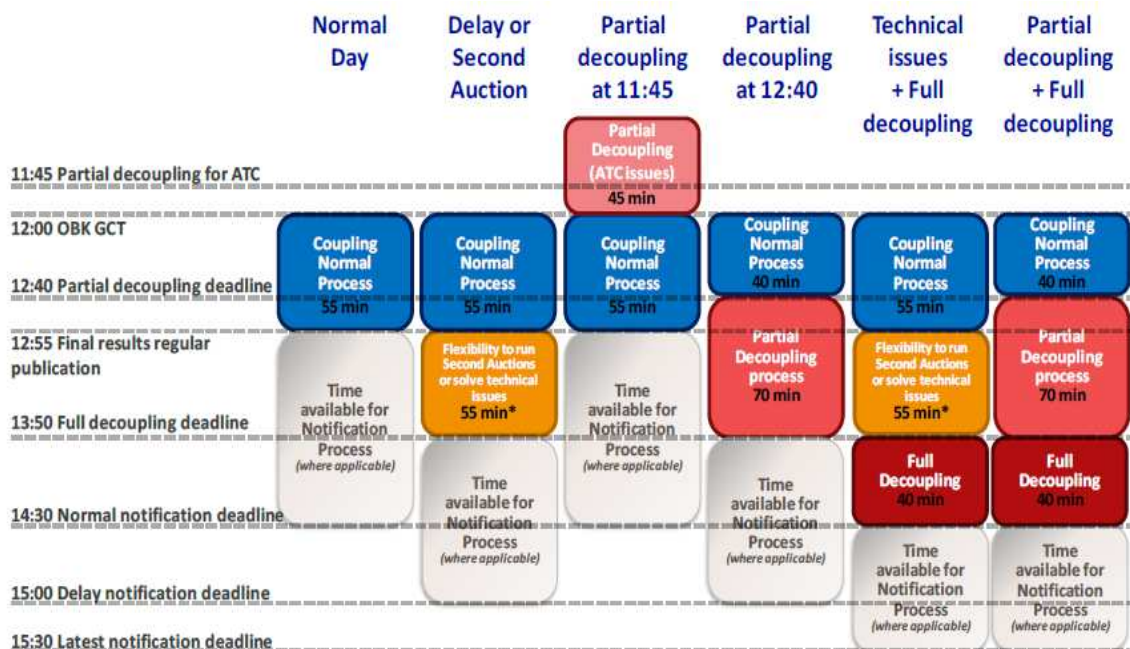 Normal
Day
Delay or
Second
Auction
Partial
decoupling
at 11:45
Partial
decoupling
at 12:40
Technical
issues
+ Full
decoupling
Partial
decoupling
+ Full
decoupling
11:45 Partial decoupling for ATC
12:00 OBK GCT
12:40 Partial decoupling deadline
12:55 Final results regular
publication
13:50 Full decoupling deadline
14:30 Normal notification deadline
15:00 Delay notification deadline
15:30 Latest notification deadline
Coupling
Normal
Process
55 min
Time
available for
Notification
Process
(where applicable)
Coupling
Normal
Process
55 min
Flexibility to run
Second Auctions
or solve technical
issues
55 min*
Time
available for
Notification
Process
(where applicable)
Partial
Decoupling
(ATC issues)
45 min
Coupling
Normal
Process
55 min
Time
available for
Notification
Process
(where applicable)
Coupling
Normal
Process
40 min
Partial
Decoupling
process
70 min
Time
available for
Notification
Process
(where applicable)
Coupling
Normal
Process
55 min
Flexibility to run
Second Auctions
or solve technical
issues
55 min*
Full
Decoupling
40 min
Time
available for
Notification
Process
(where applicable)
Coupling
Normal
Process
40 min
Partial
Decoupling
process
70 min
Full
Decoupling
40 min
Time
available for
Notification
Process
(where applicable)